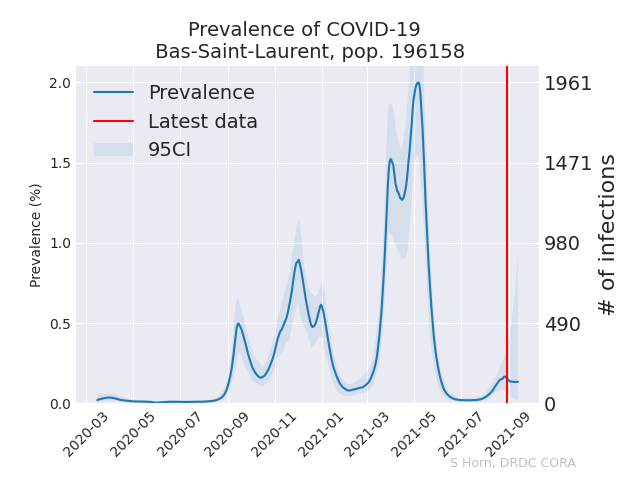 Prevalence of COVID-19
Bas-Saint-Laurent, pop. 196158
Prevalence
Latest data
95CI
Prevalence (%)
2.0
1.5
1.0
0.5
0.0
1961
1471
980
490
0
# of infections
2020-03
2020-05
2020-07
2020-09
2020-11
2021-01
2021-03
2021-05
2021-07
2021-09
S Horn, DRDC CORA